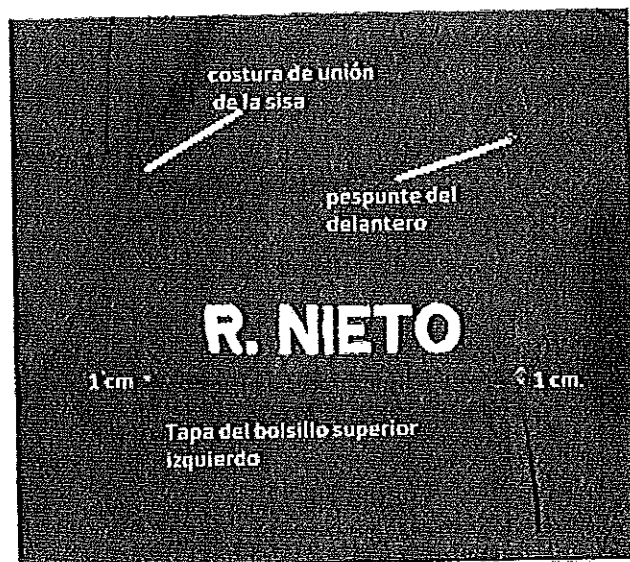 costura de unión
de la sisa
pespunte del
delantero
R. NIETO
1 cm
1 cm.
Tapa del bolsillo superior
izquierdo